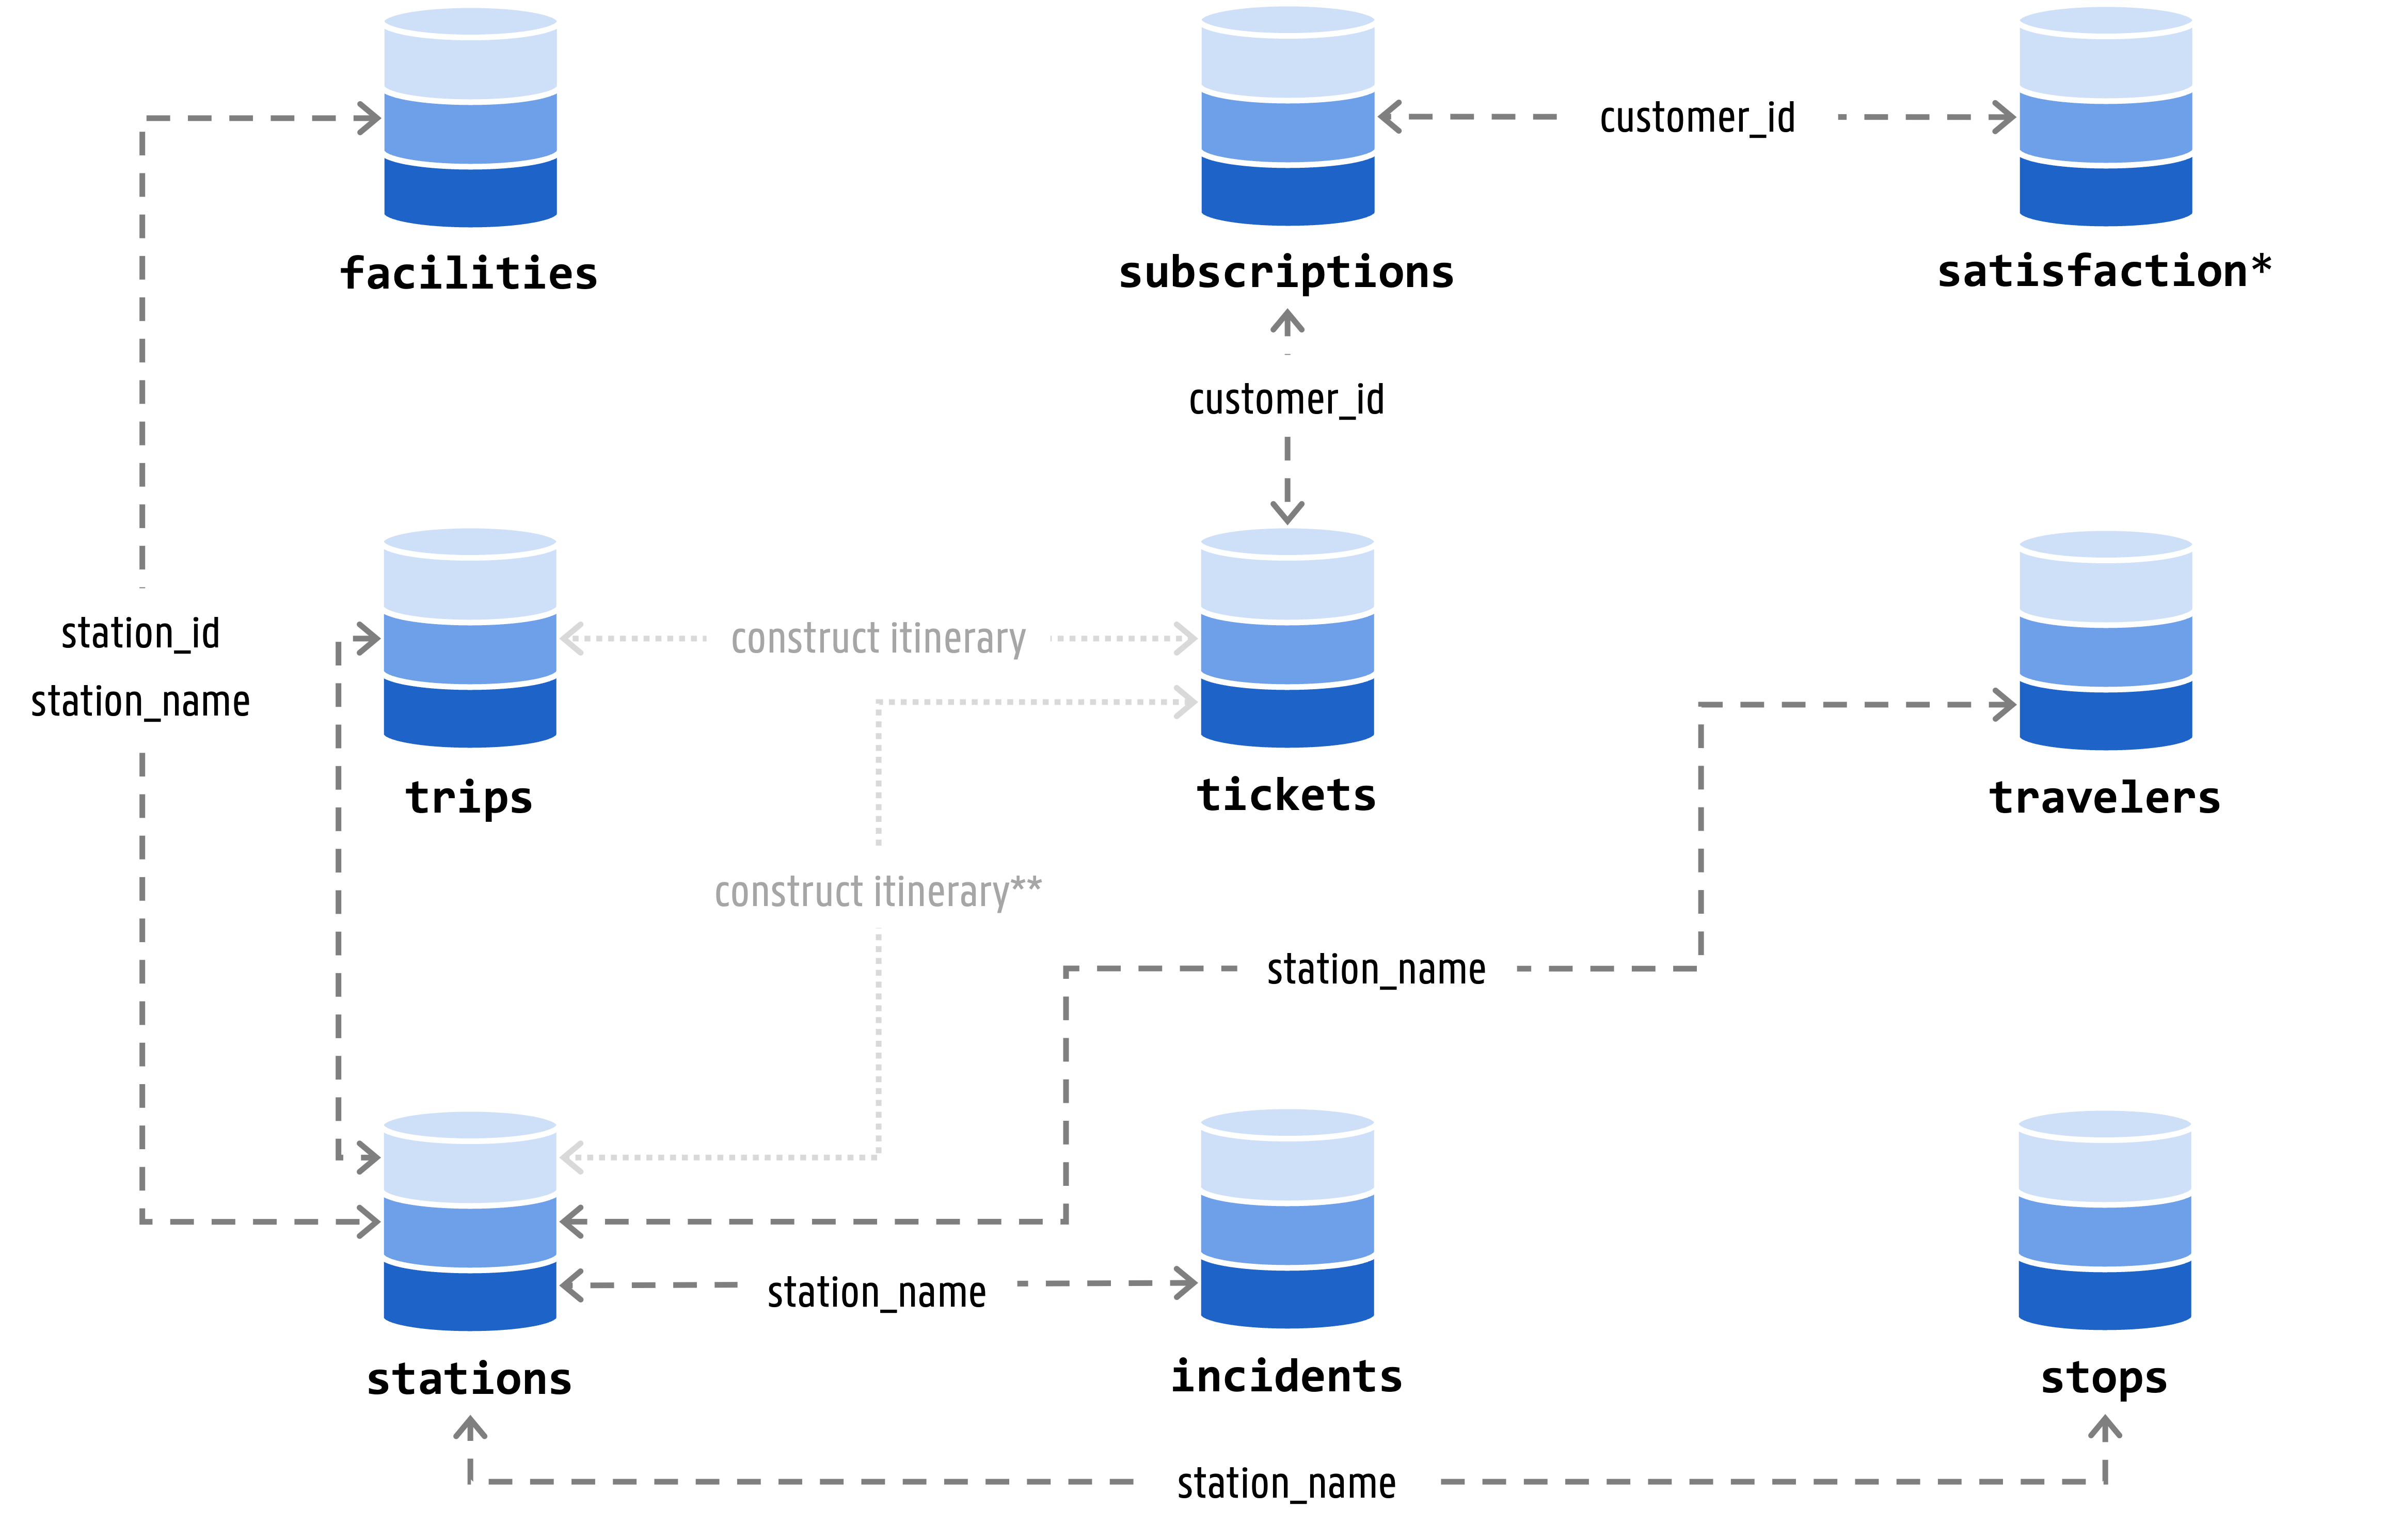 customer_id
facilities
subscriptions
satisfaction*
customer_id
station_id
station_name
construct itinerary
trips
tickets
travelers
construct itinerary**
station_name
station_name
stations
incidents
stops
station_name